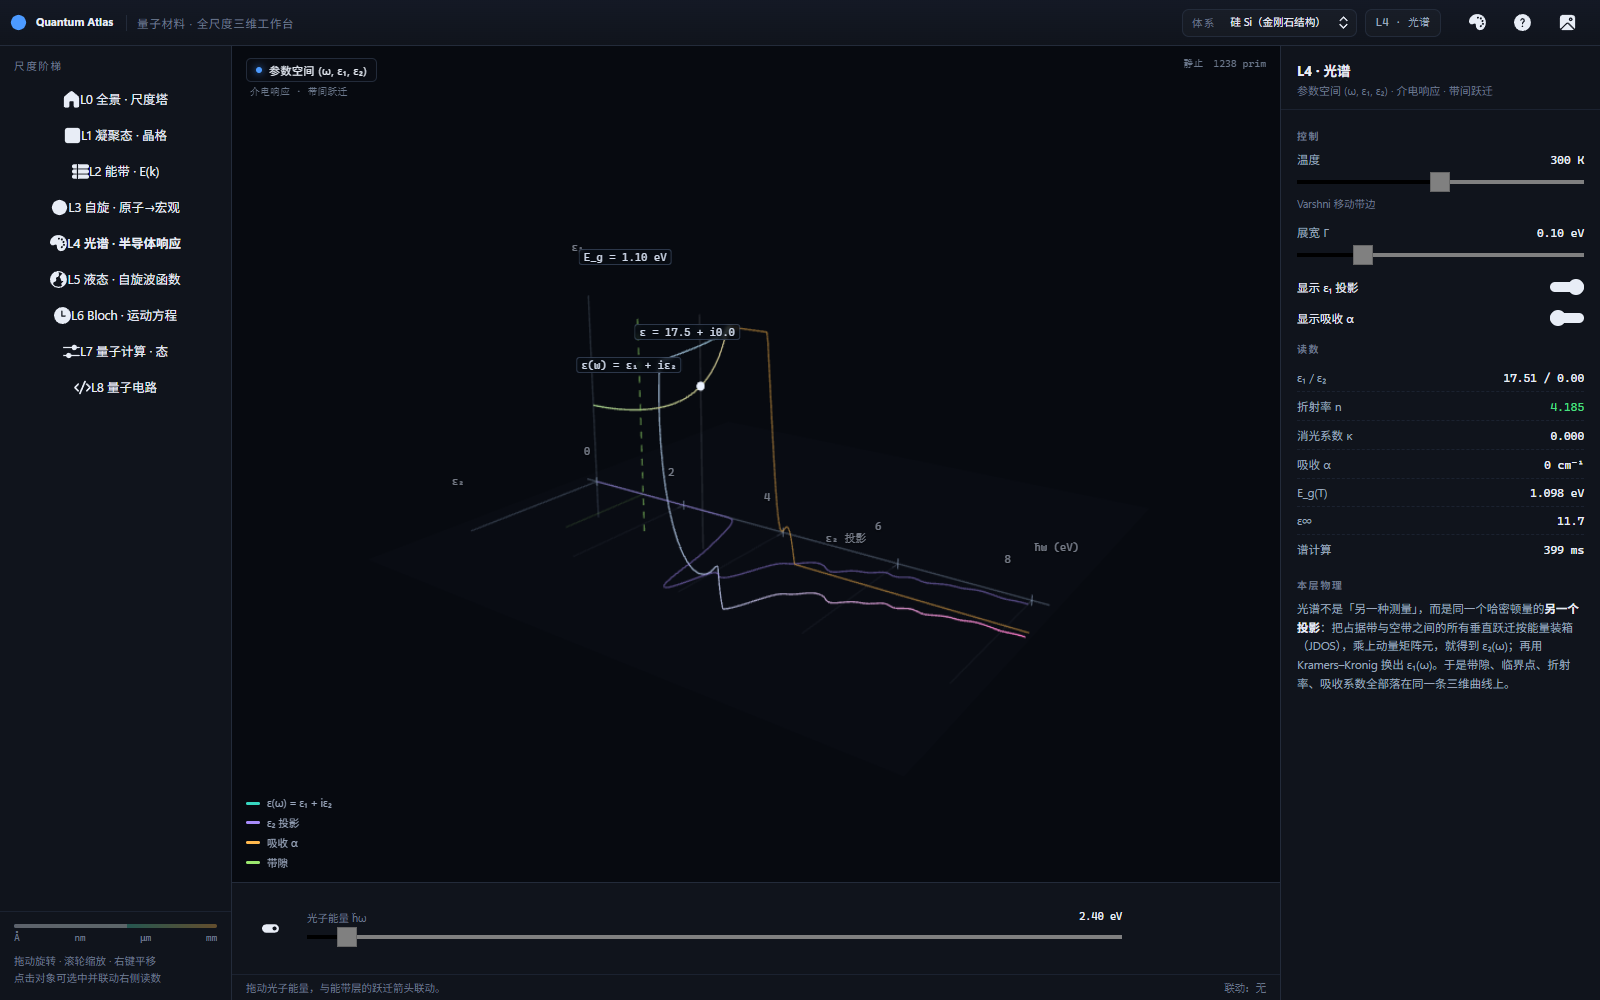 Quantum Atlas
量子材料 · 全尺度三维工作台
体系 硅 Si（金刚石结构）
L4 · 光谱
尺度阶梯
L0 全景 · 尺度塔
L1 凝聚态 · 晶格
L2 能带 · E(k)
L3 自旋 · 原子→宏观
L4 光谱 · 半导体响应
L5 液态 · 自旋波函数
L6 Bloch · 运动方程
L7 量子计算 · 态
L8 量子电路
Å nm μm mm
拖动旋转 · 滚轮缩放 · 右键平移
点击对象可选中并联动右侧读数
参数空间 (ω, ε₁, ε₂)
介电响应 · 带间跃迁
静止 1238 prim
E_g = 1.10 eV
ε = 17.5 + i0.0
ε(ω) = ε₁ + iε₂
0
2
ε₂
4
6
ε₂ 投影
ħω (eV)
8
ε(ω) = ε₁ + iε₂
ε₂ 投影
吸收 α
带隙
光子能量 ħω
2.40 eV
拖动光子能量，与能带层的跃迁箭头联动。
联动: 无
L4 · 光谱
参数空间 (ω, ε₁, ε₂) · 介电响应 · 带间跃迁
控制
温度 300 K
Varshni 移动带边
展宽 Γ 0.10 eV
显示 ε₁ 投影
显示吸收 α
读数
ε₁ / ε₂ 17.51 / 0.00
折射率 n 4.185
消光系数 κ 0.000
吸收 α 0 cm⁻¹
E_g(T) 1.098 eV
ε∞ 11.7
谱计算 399 ms
本层物理
光谱不是「另一种测量」，而是同一个哈密顿量的另一个
投影：把占据带与空带之间的所有垂直跃迁按能量装箱
（JDOS），乘上动量矩阵元，就得到 ε₂(ω)；再用
Kramers–Kronig 换出 ε₁(ω)。于是带隙、临界点、折射
率、吸收系数全部落在同一条三维曲线上。